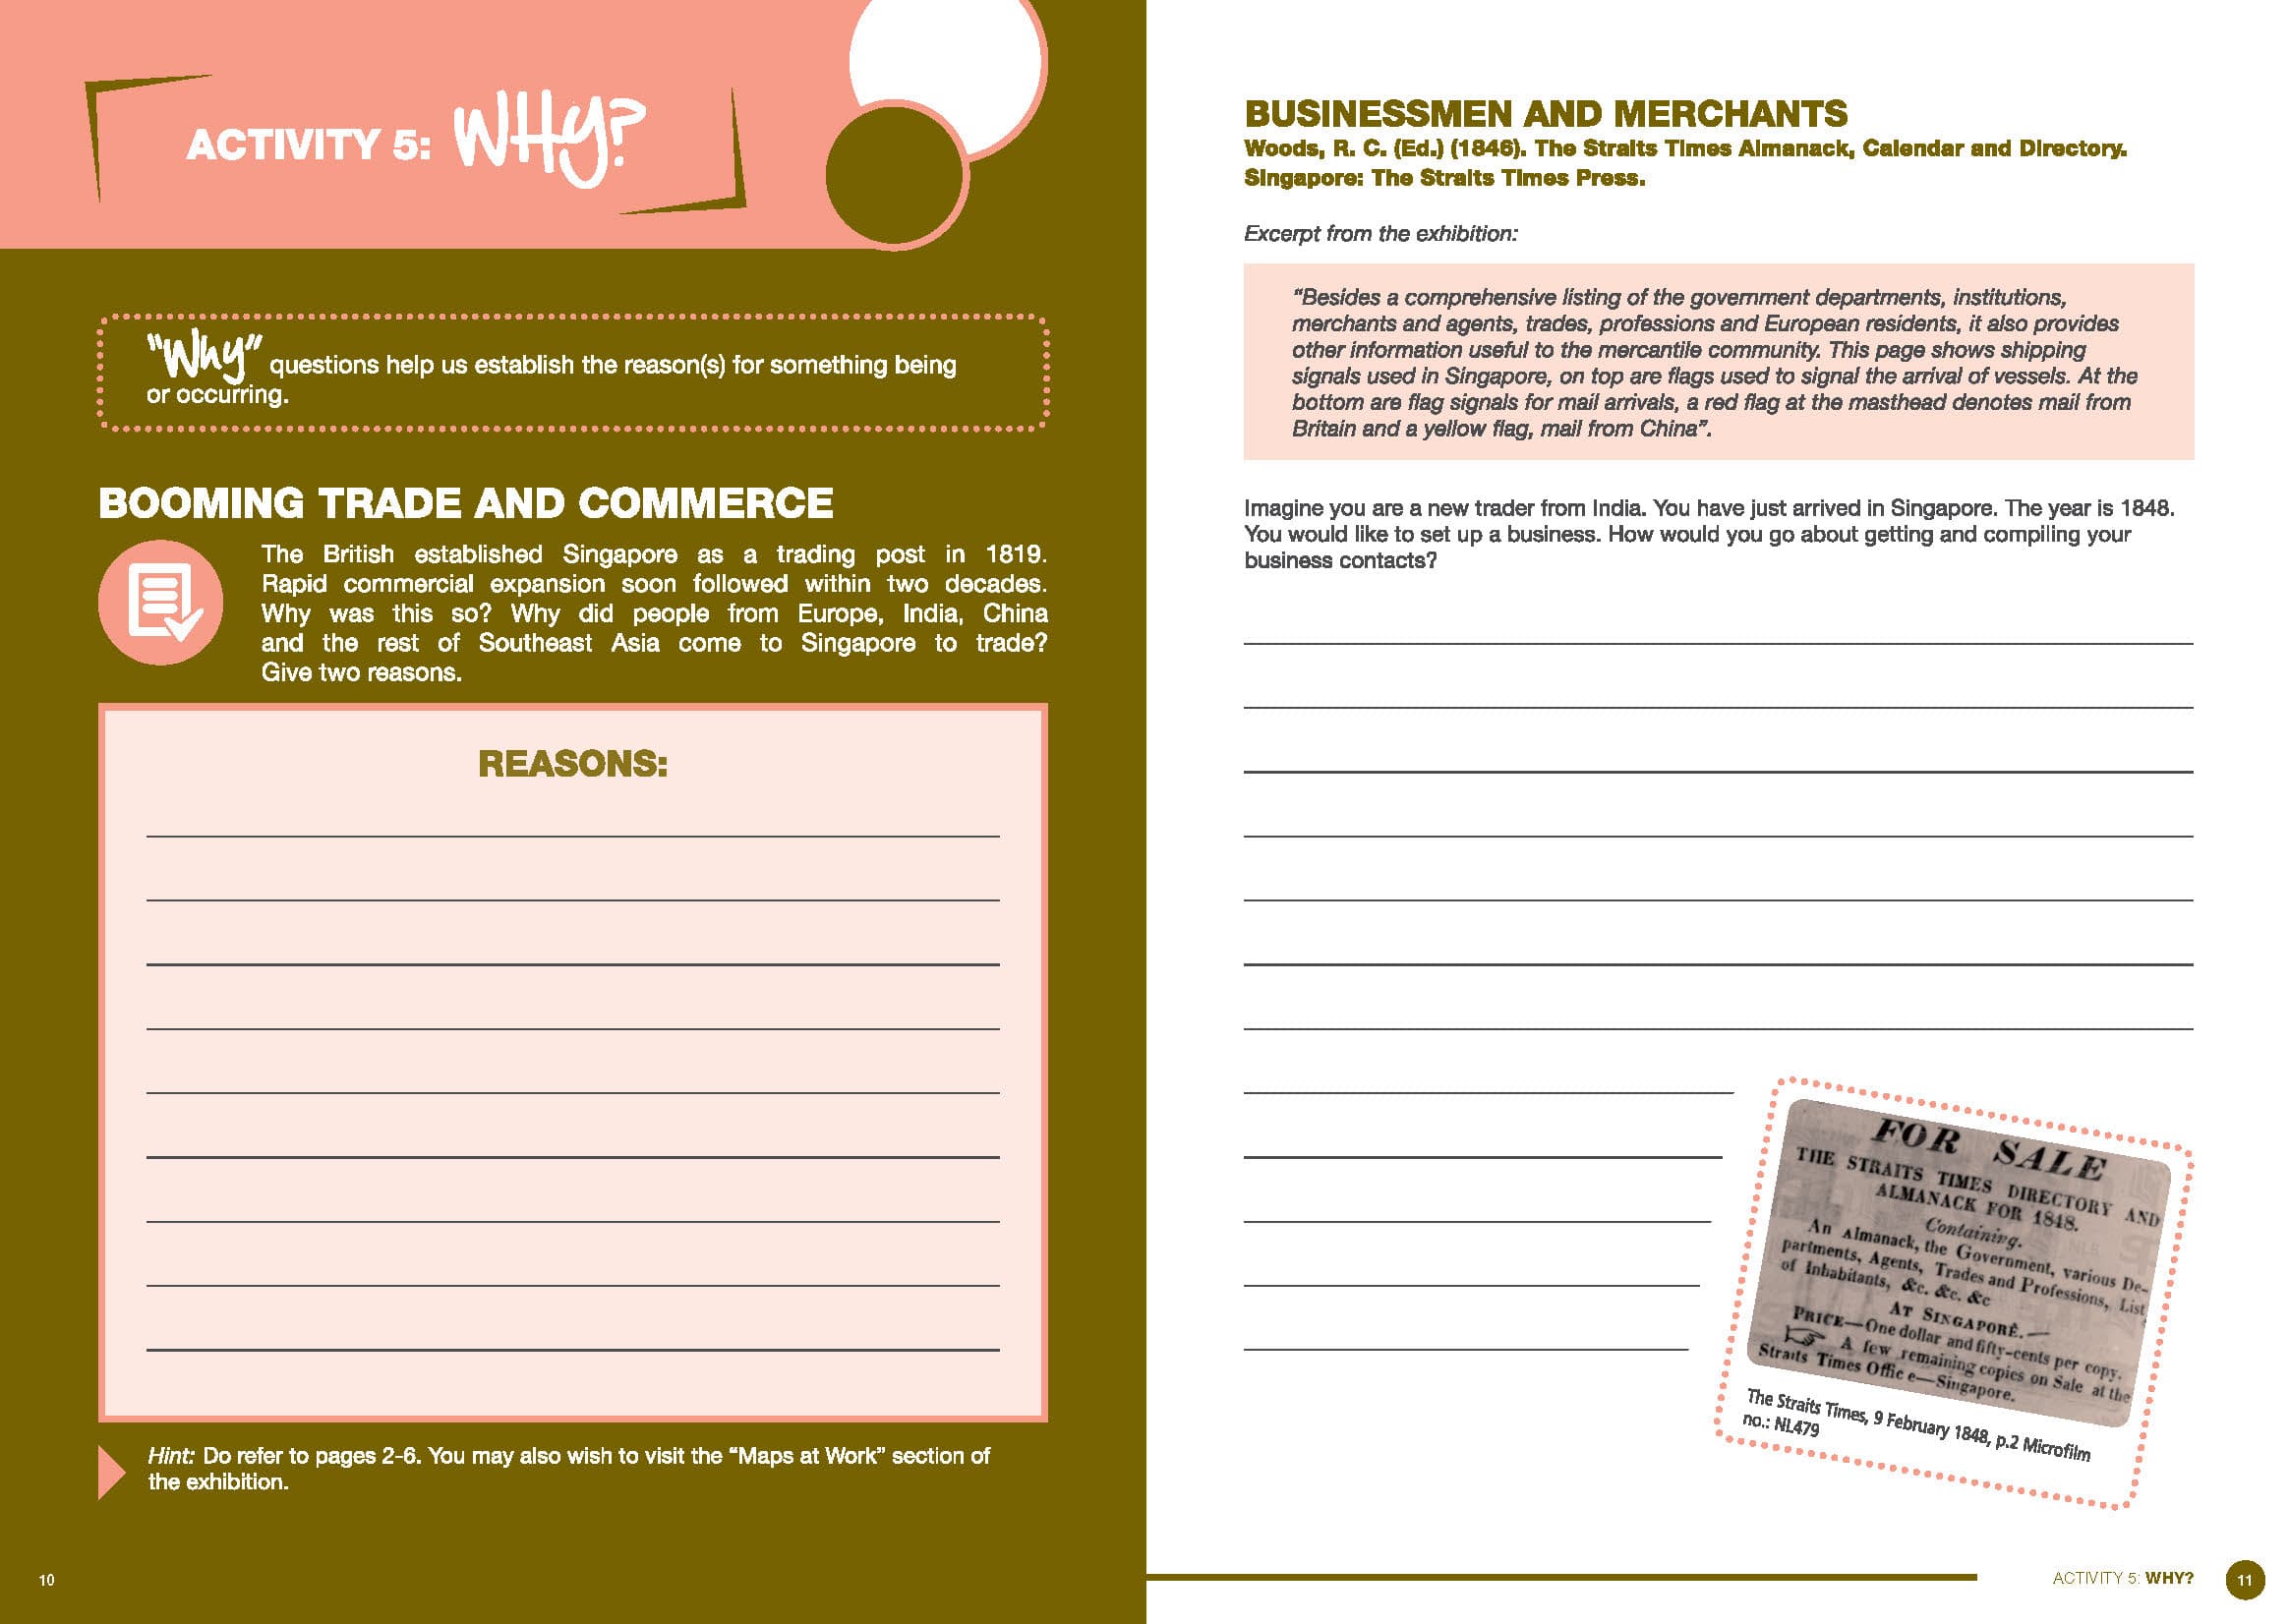 ACTIVITY 5: WHy?
"Why" questions help us establish the reason(s) for something being
or occurring.
BOOMING TRADE AND COMMERCE
The British established Singapore as a trading post in 1819.
Rapid commercial expansion soon followed within two decades.
Why was this so? Why did people from Europe, India, China
and the rest of Southeast Asia come to Singapore to trade?
Give two reasons.
REASONS:
Hint: Do refer to pages 2-6. You may also wish to visit the “Maps at Work” section of
the exhibition.
10
BUSINESSMEN AND MERCHANTS
Woods, R. C. (Ed.) (1846). The Straits Times Almanack, Calendar and Directory.
Singapore: The Straits Times Press.
Excerpt from the exhibition:
“Besides a comprehensive listing of the government departments, institutions,
merchants and agents, trades, professions and European residents, it also provides
other information useful to the mercantile community. This page shows shipping
signals used in Singapore, on top are flags used to signal the arrival of vessels. At the
bottom are flag signals for mail arrivals, a red flag at the masthead denotes mail from
Britain and a yellow flag, mail from China”.
Imagine you are a new trader from India. You have just arrived in Singapore. The year is 1848.
You would like to set up a business. How would you go about getting and compiling your
business contacts?
FOR SALE
THE STRAITS TIMES DIRECTORY AND
ALMANACK FOR 1848.
Containing.
An Almanack, the Government, various De-
partments, Agents, Trades and Professions, List
of Inhabitants, &c. &c. &c
AT SINGAPORE.—
PRICE—One dollar and fifty-cents per copy.
A few remaining copies on Sale at the
Straits Times Office—Singapore.
The Straits Times, 9 February 1848, p.2 Microfilm
no.: NL479
ACTIVITY 5: WHY?
11